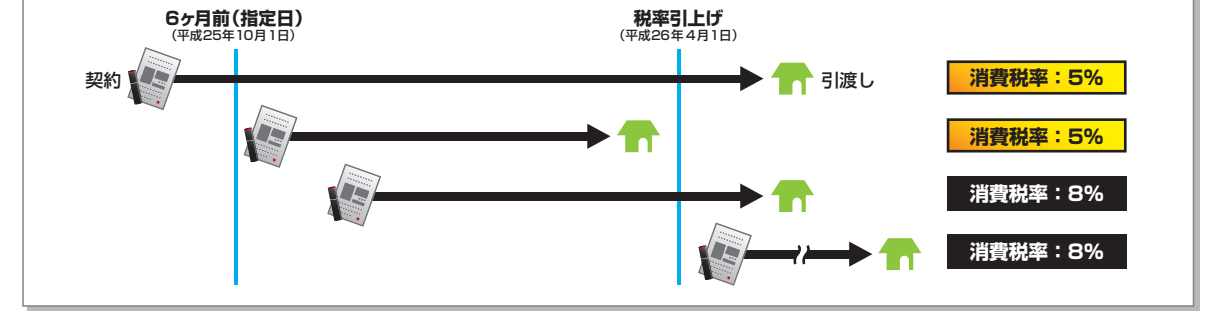 6ヶ月前(指定日)
(平成25年10月1日)
税率引上げ
(平成26年4月1日)
契約
引渡し
消費税率:5%
消費税率:5%
消費税率:8%
消費税率:8%